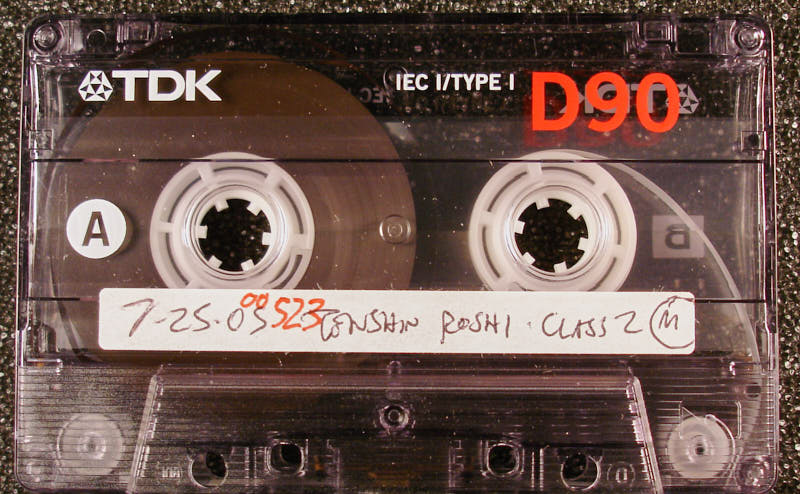 TDK
IEC I/TYPE I
D90
A
B
7-25-05 00523 TENSHIN ROSHI · CLASS 2 M